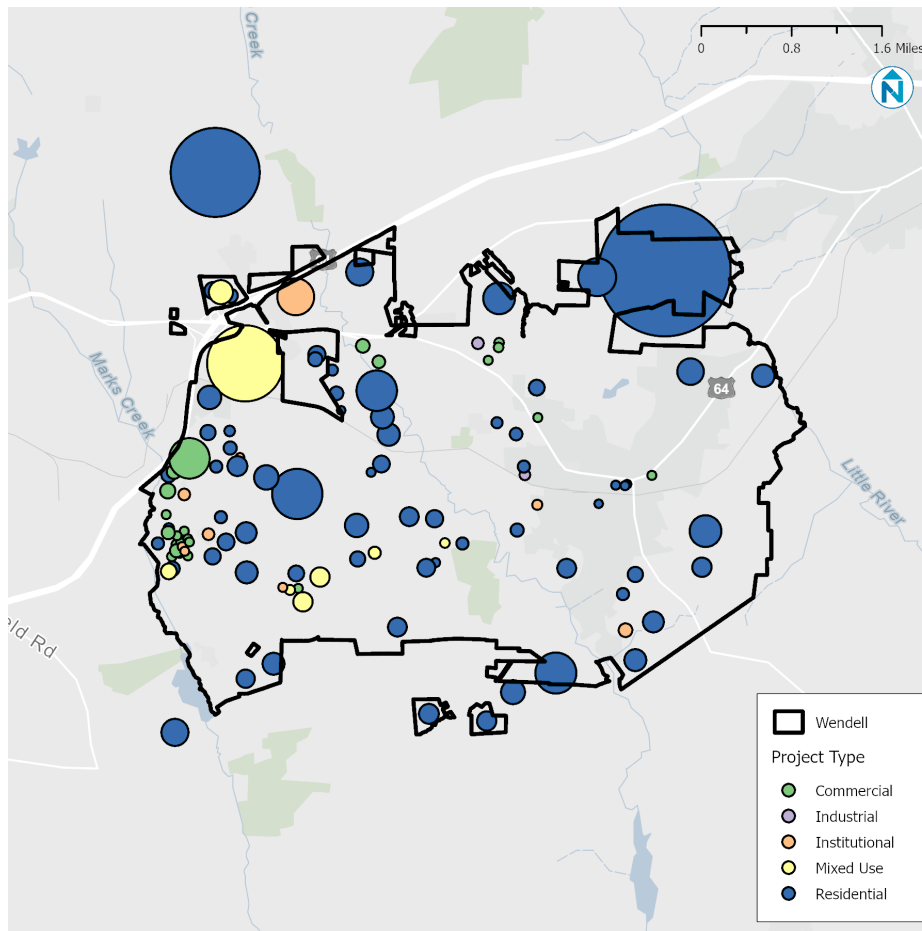 Creek
0
0.8
1.6 Miles
N
Marks Creek
64
Little River
eld Rd
Wendell
Project Type
Commercial
Industrial
Institutional
Mixed Use
Residential